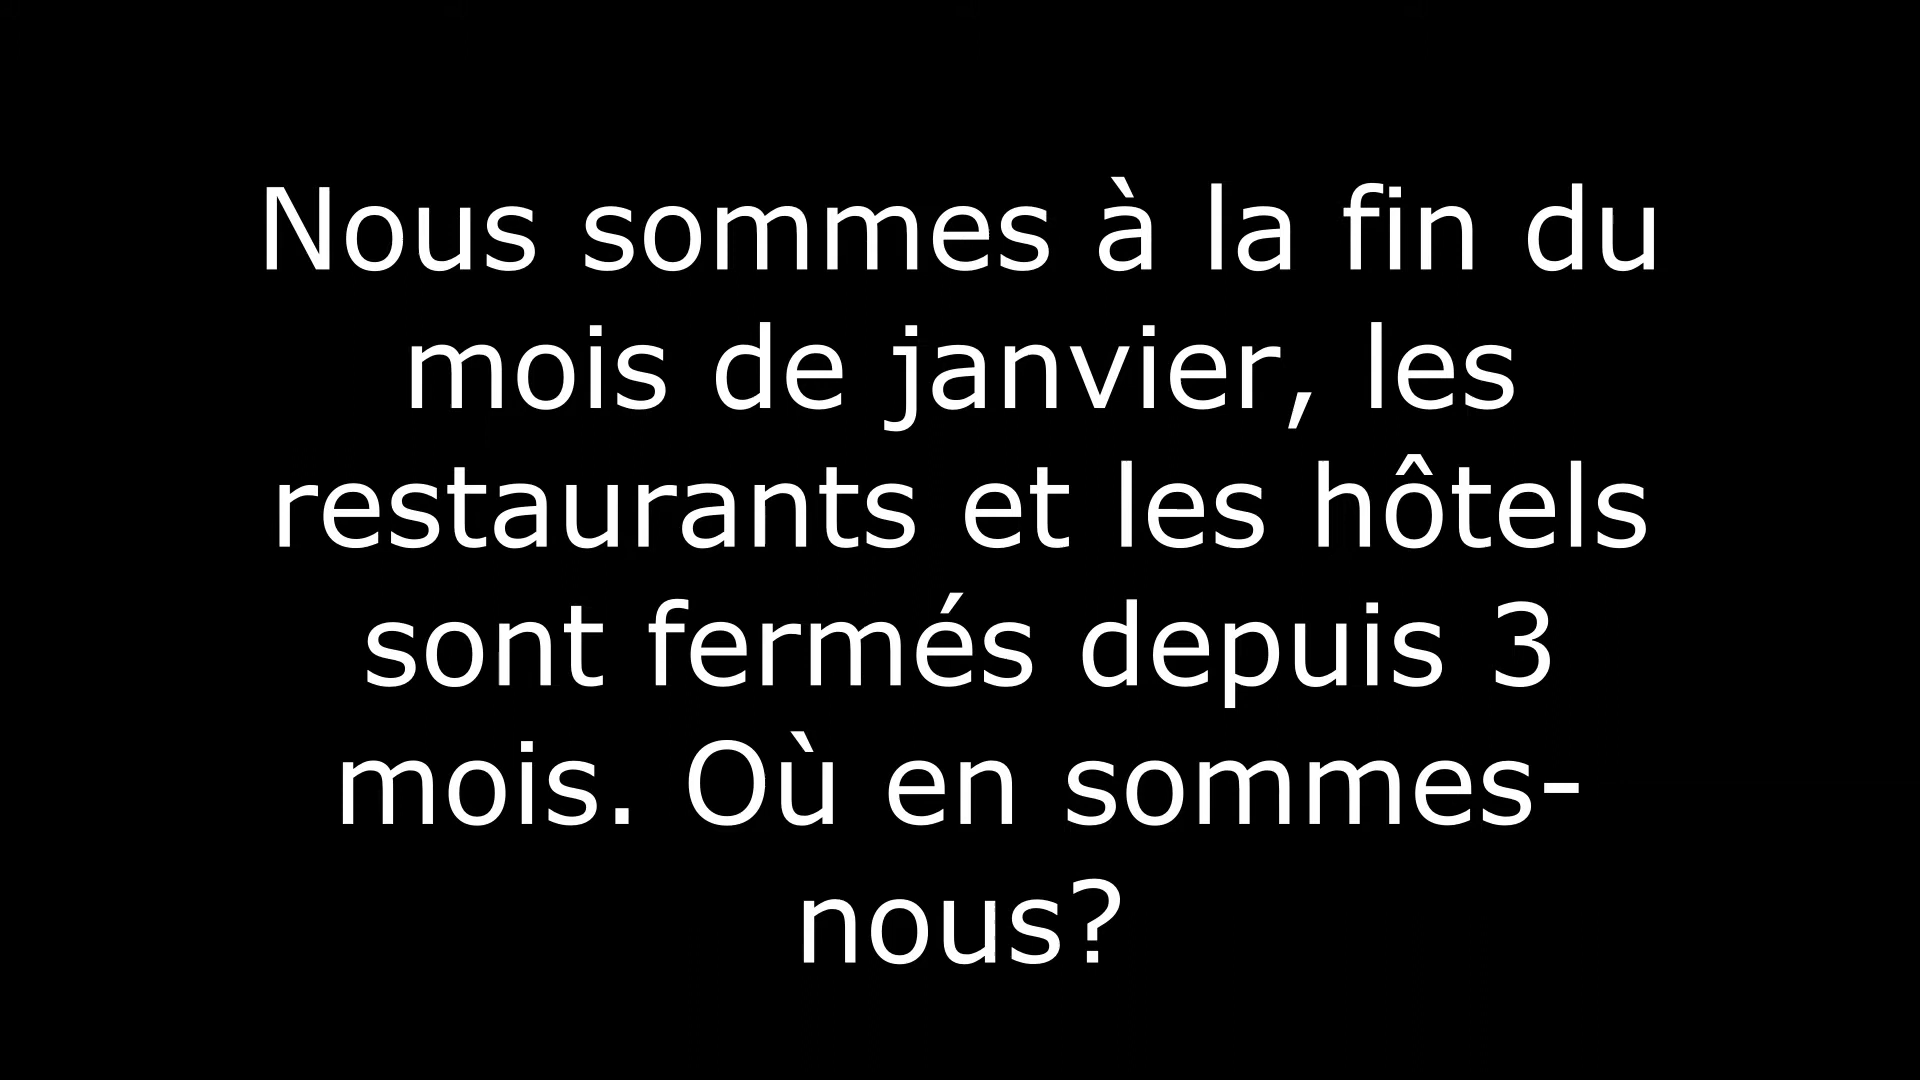 Nous sommes à la fin du
mois de janvier, les
restaurants et les hôtels
sont fermés depuis 3
mois. Où en sommes-
nous?